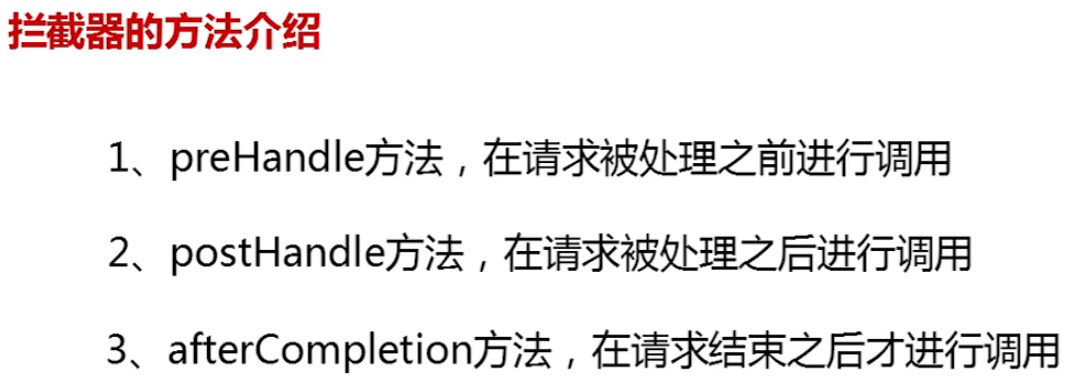 拦截器的方法介绍
1、preHandle方法，在请求被处理之前进行调用
2、postHandle方法，在请求被处理之后进行调用
3、afterCompletion方法，在请求结束之后才进行调用